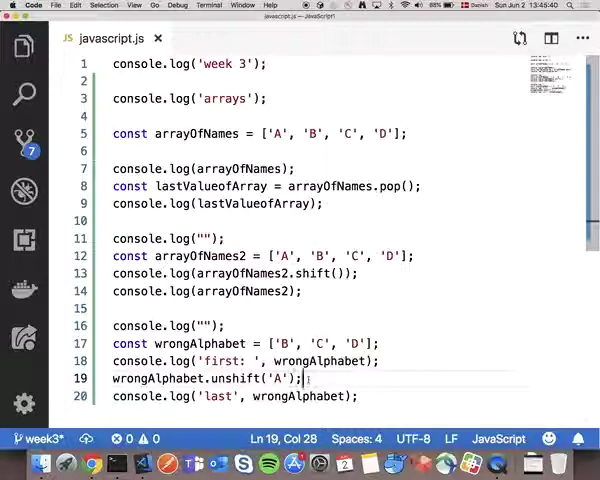 Code File Edit Selection View Go Debug Terminal Window Help
88% Danish Sun Jun 2 13:45:40
javascript.js — JavaScript1
JS javascript.js
1 console.log('week 3');
2
3 console.log('arrays');
4
5 const arrayOfNames = ['A', 'B', 'C', 'D'];
6
7 console.log(arrayOfNames);
8 const lastValueofArray = arrayOfNames.pop();
9 console.log(lastValueofArray);
10
11 console.log("");
12 const arrayOfNames2 = ['A', 'B', 'C', 'D'];
13 console.log(arrayOfNames2.shift());
14 console.log(arrayOfNames2);
15
16 console.log("");
17 const wrongAlphabet = ['B', 'C', 'D'];
18 console.log('first: ', wrongAlphabet);
19 wrongAlphabet.unshift('A');
20 console.log('last', wrongAlphabet);
7
week3* 0 0 Ln 19, Col 28 Spaces: 4 UTF-8 LF JavaScript